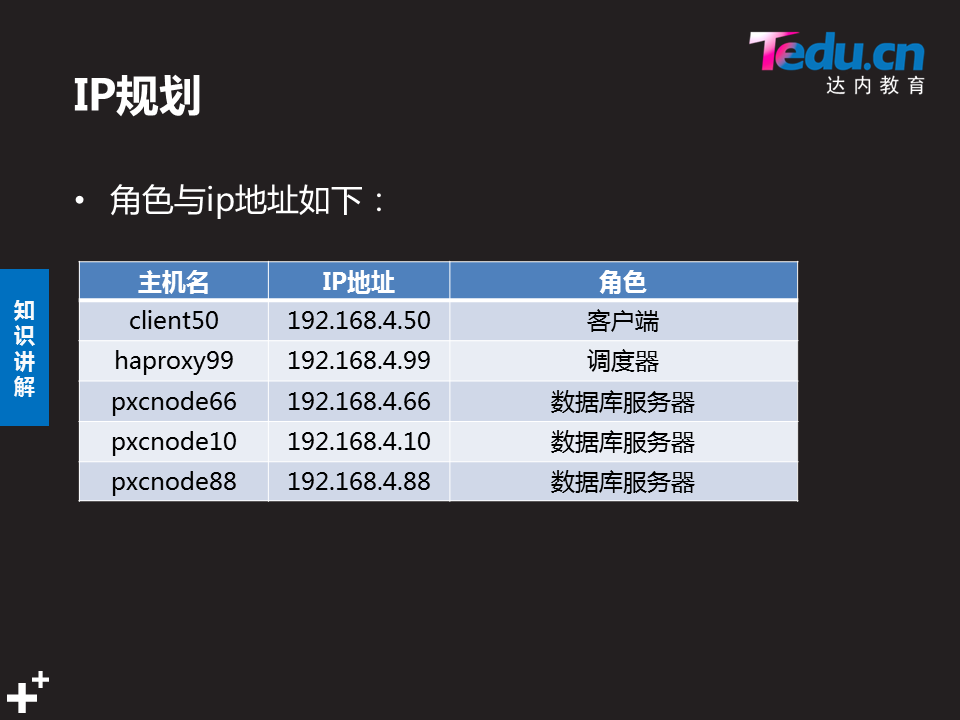 Tedu.cn
达内教育
IP规划
• 角色与ip地址如下：
主机名 IP地址 角色
client50 192.168.4.50 客户端
haproxy99 192.168.4.99 调度器
pxcnode66 192.168.4.66 数据库服务器
pxcnode10 192.168.4.10 数据库服务器
pxcnode88 192.168.4.88 数据库服务器
知识讲解